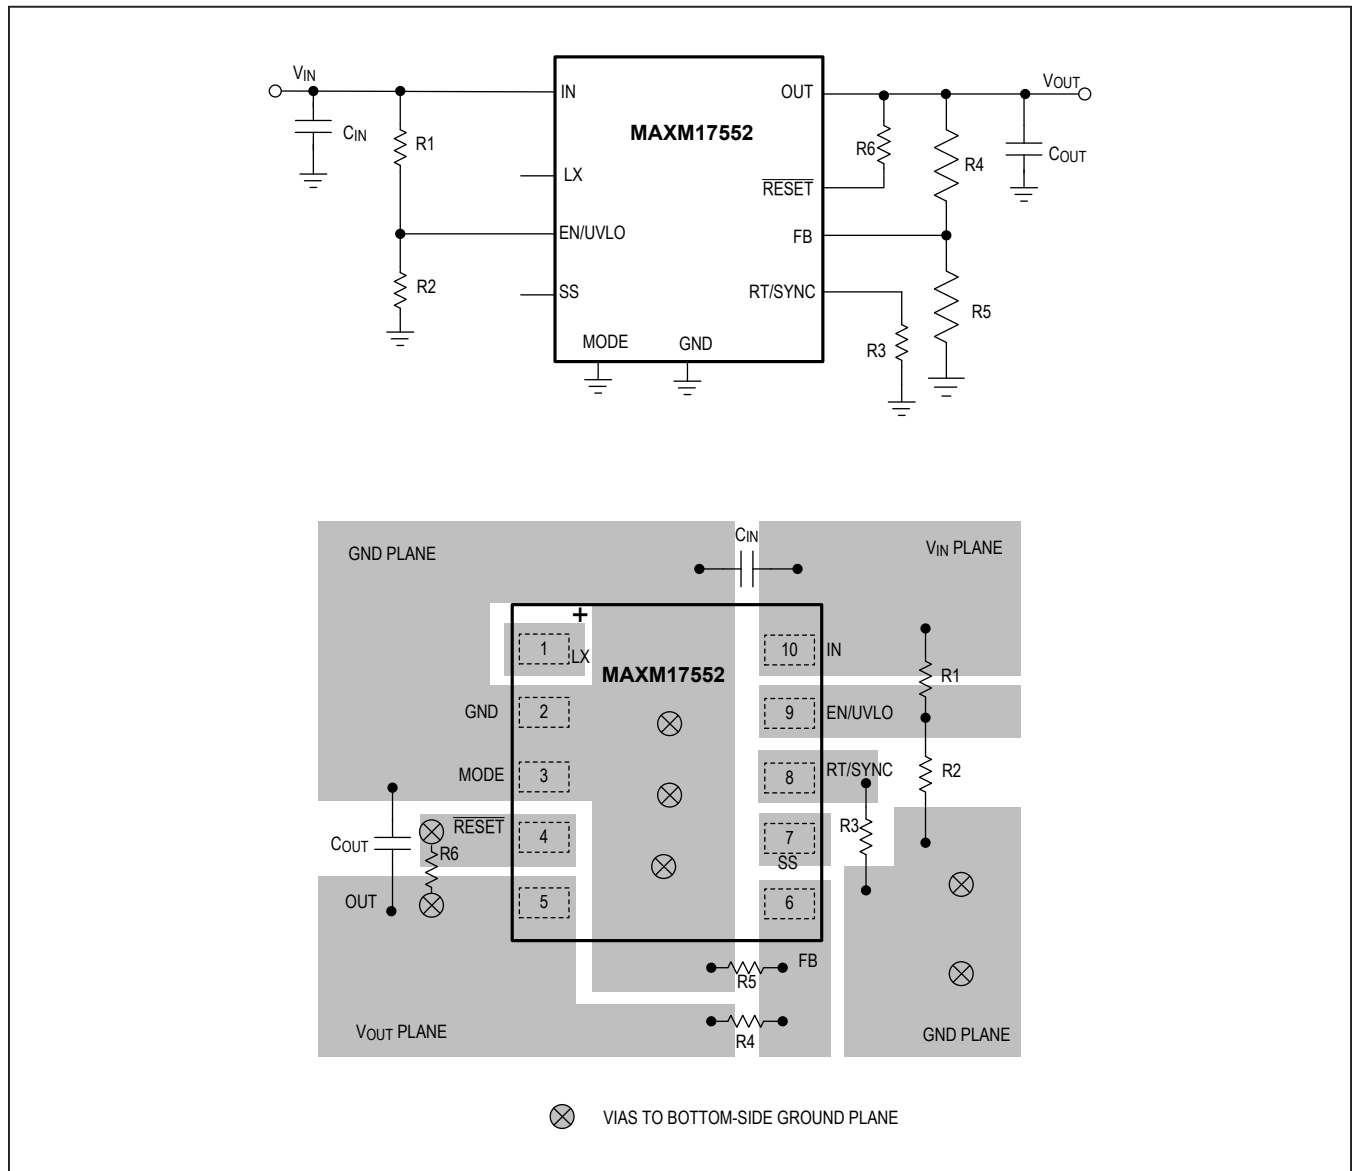 VIN
VOUT
IN
OUT
CIN
R1
MAXM17552
R6
R4
COUT
LX
RESET
EN/UVLO
FB
R2
SS
RT/SYNC
R5
MODE
GND
R3
CIN
GND PLANE
VIN PLANE
+
1
LX
10
IN
MAXM17552
R1
GND
2
9
EN/UVLO
MODE
3
8
RT/SYNC
R2
RESET
4
7
SS
R3
COUT
R6
OUT
5
6
FB
R5
VOUT PLANE
R4
GND PLANE
VIAS TO BOTTOM-SIDE GROUND PLANE